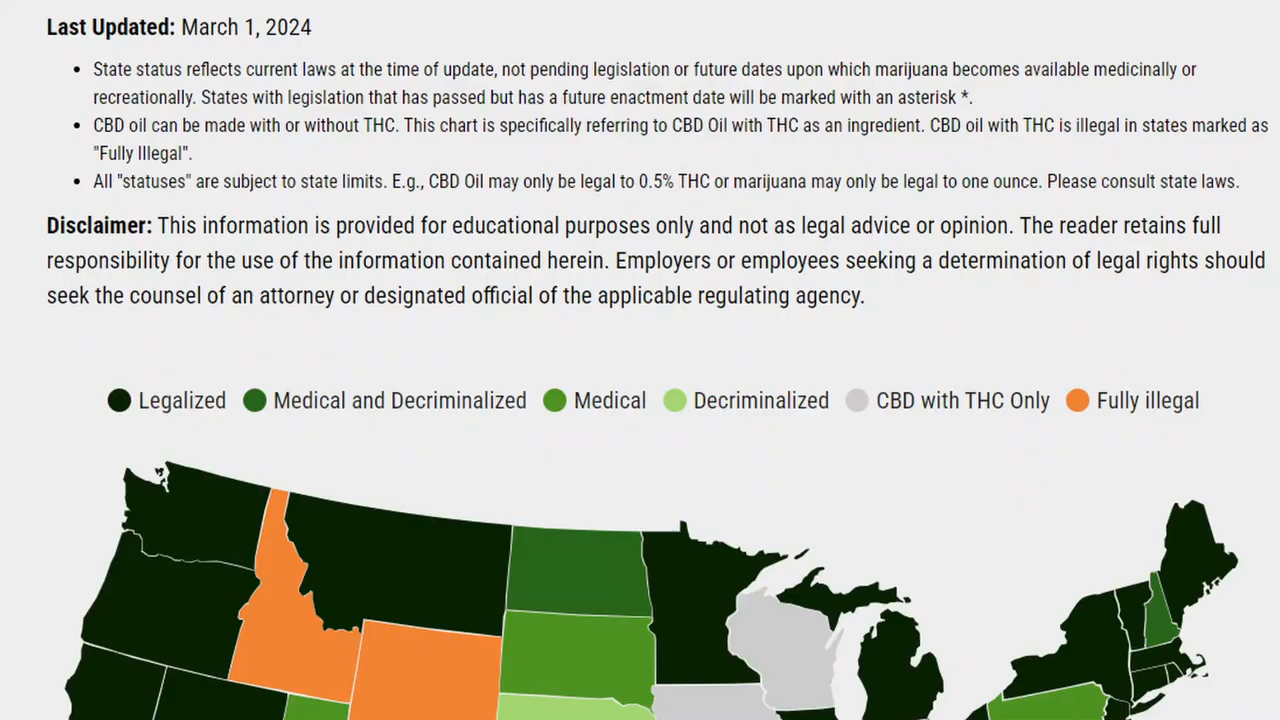 Last Updated: March 1, 2024
State status reflects current laws at the time of update, not pending legislation or future dates upon which marijuana becomes available medicinally or
recreationally. States with legislation that has passed but has a future enactment date will be marked with an asterisk *.
CBD oil can be made with or without THC. This chart is specifically referring to CBD Oil with THC as an ingredient. CBD oil with THC is illegal in states marked as
"Fully Illegal".
All "statuses" are subject to state limits. E.g., CBD Oil may only be legal to 0.5% THC or marijuana may only be legal to one ounce. Please consult state laws.
Disclaimer: This information is provided for educational purposes only and not as legal advice or opinion. The reader retains full
responsibility for the use of the information contained herein. Employers or employees seeking a determination of legal rights should
seek the counsel of an attorney or designated official of the applicable regulating agency.
Legalized Medical and Decriminalized Medical Decriminalized CBD with THC Only Fully illegal